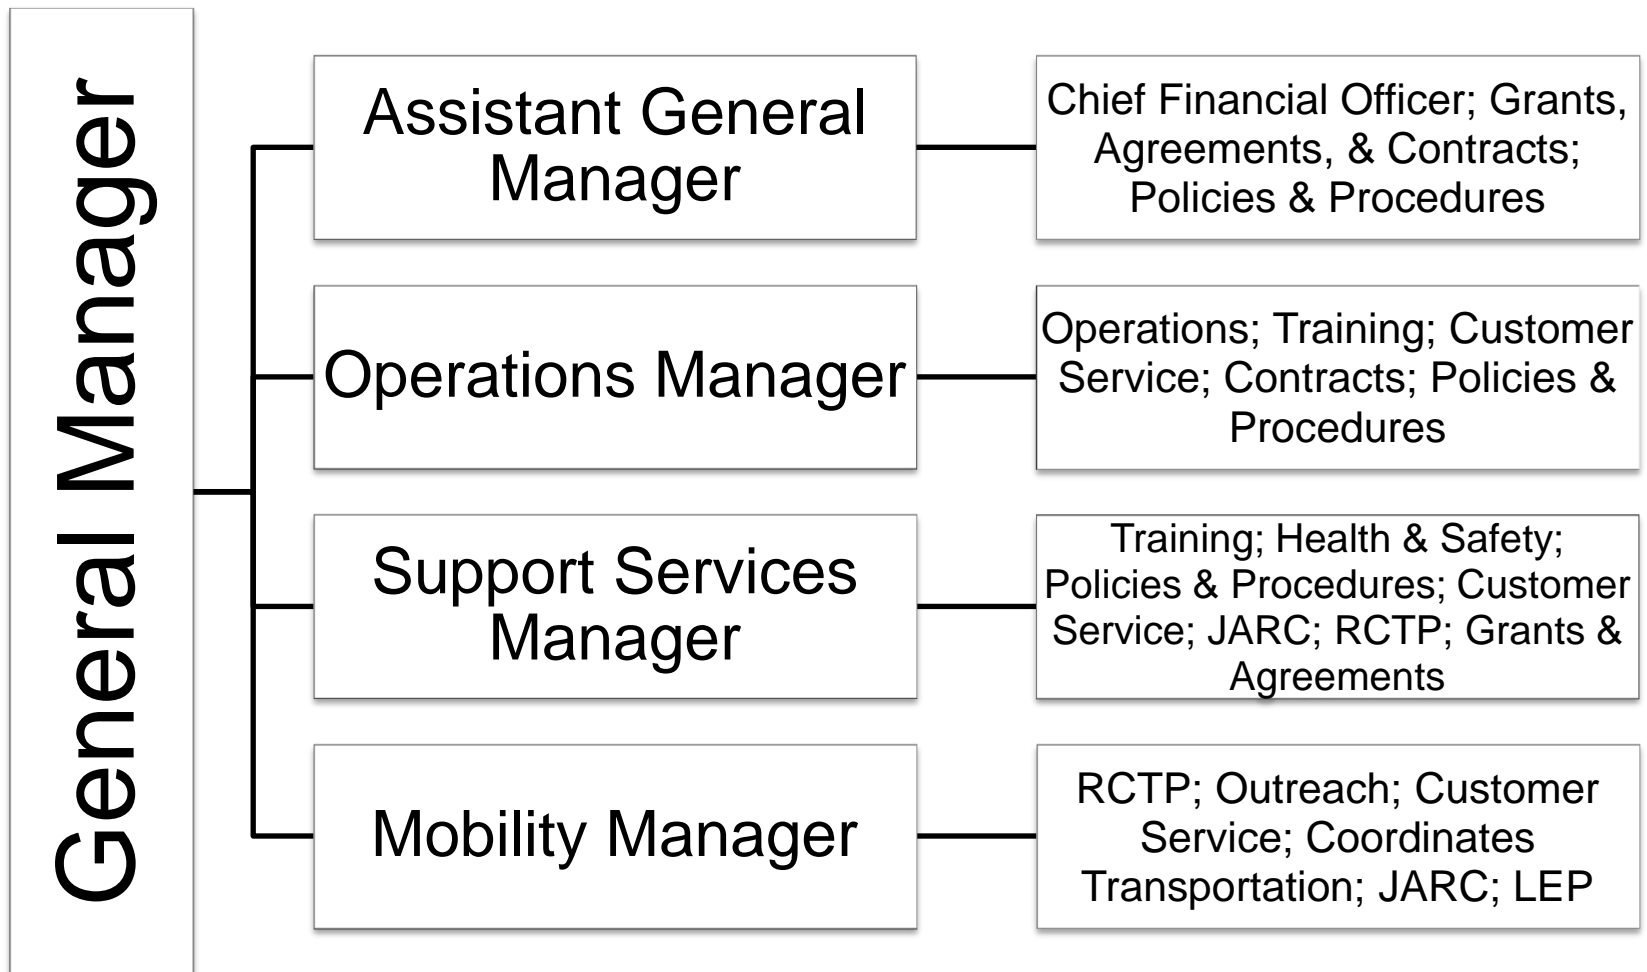 General Manager
Assistant General
Manager
Chief Financial Officer; Grants,
Agreements, & Contracts;
Policies & Procedures
Operations Manager
Operations; Training; Customer
Service; Contracts; Policies &
Procedures
Support Services
Manager
Training; Health & Safety;
Policies & Procedures; Customer
Service; JARC; RCTP; Grants &
Agreements
Mobility Manager
RCTP; Outreach; Customer
Service; Coordinates
Transportation; JARC; LEP